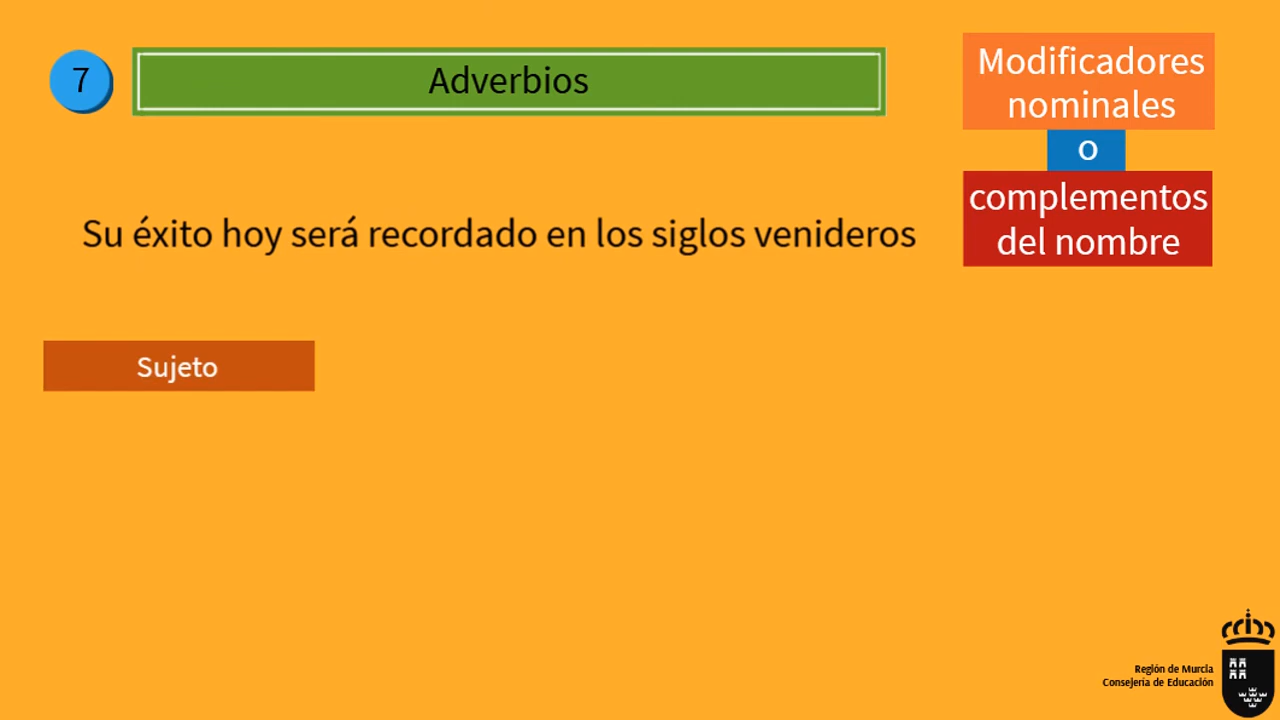 7
Adverbios
Modificadores
nominales
o
complementos
del nombre
Su éxito hoy será recordado en los siglos venideros
Sujeto
Región de Murcia
Consejería de Educación